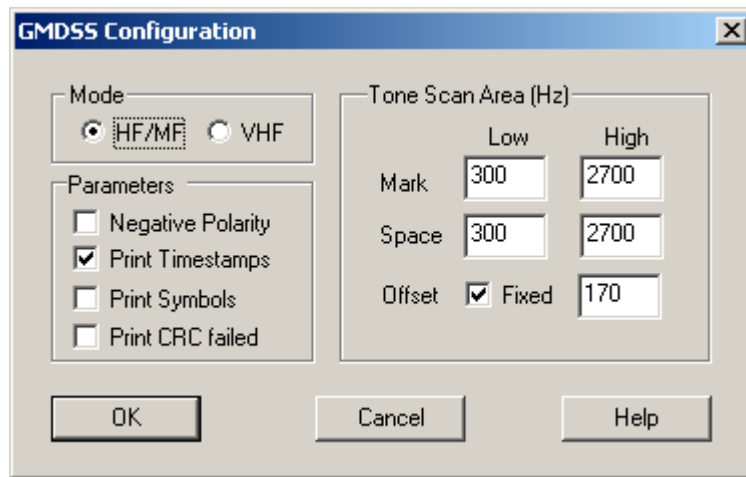 GMDSS Configuration
Mode
HF/MF VHF
Parameters
Negative Polarity
Print Timestamps
Print Symbols
Print CRC failed
Tone Scan Area (Hz)
Low High
Mark 300 2700
Space 300 2700
Offset Fixed 170
OK Cancel Help